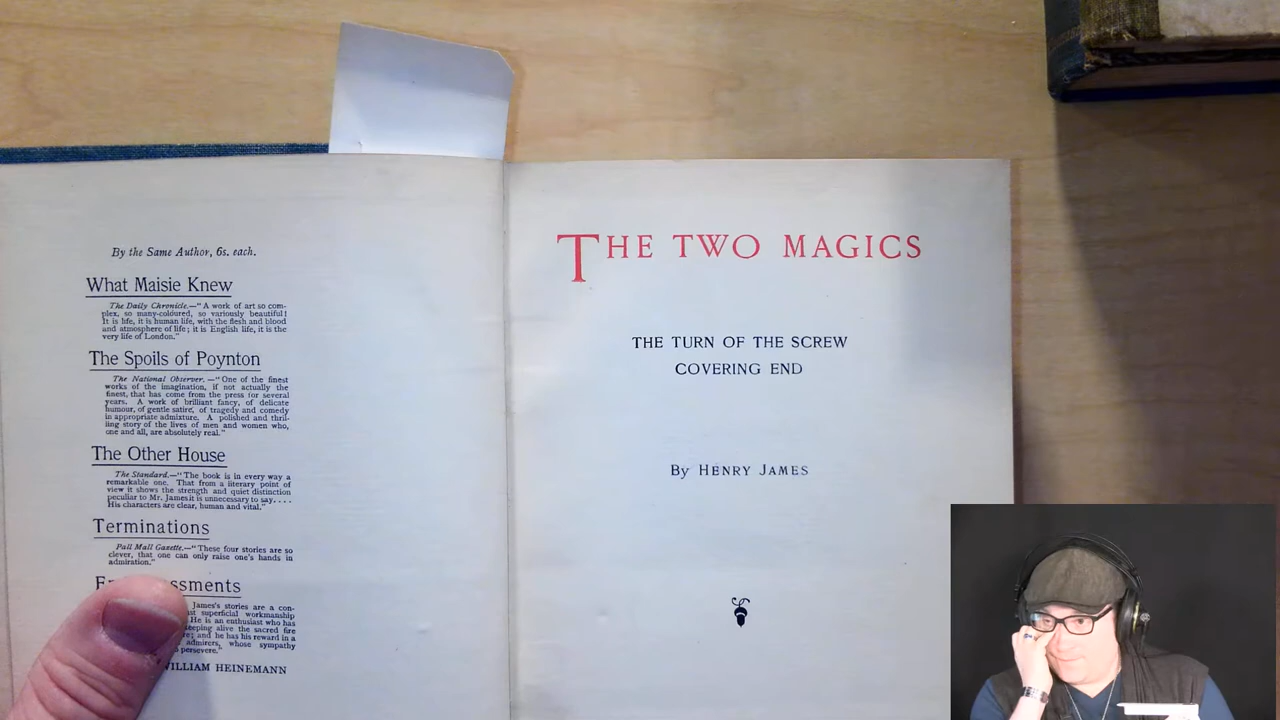 By the Same Author, 6s. each.
What Maisie Knew
The Daily Chronicle.—"A work of art so com-
plex, so many-coloured, so variously beautiful!
It is life, it is human life, with the flesh and blood
and atmosphere of life; it is English life, it is the
very life of London."
The Spoils of Poynton
The National Observer.—"One of the finest
works of the imagination, if not actually the
finest, that has come from the press for several
years. A work of brilliant fancy, of delicate
humour, of gentle satire, of tragedy and comedy
in appropriate admixture. A polished and thril-
ling story of the lives of men and women who,
one and all, are absolutely real."
The Other House
The Standard.—"The book is in every way a
remarkable one. That from a literary point of
view it shows the strength and quiet distinction
peculiar to Mr. James it is unnecessary to say. . . .
His characters are clear, human and vital."
Terminations
Pall Mall Gazette.—"These four stories are so
clever, that one can only raise one's hands in
admiration."
ssments
James's stories are a con-
superficial workmanship
He is an enthusiast who has
keeping alive the sacred fire
and he has his reward in a
admirers, whose sympathy
persevere."
WILLIAM HEINEMANN
THE TWO MAGICS
THE TURN OF THE SCREW
COVERING END
By HENRY JAMES